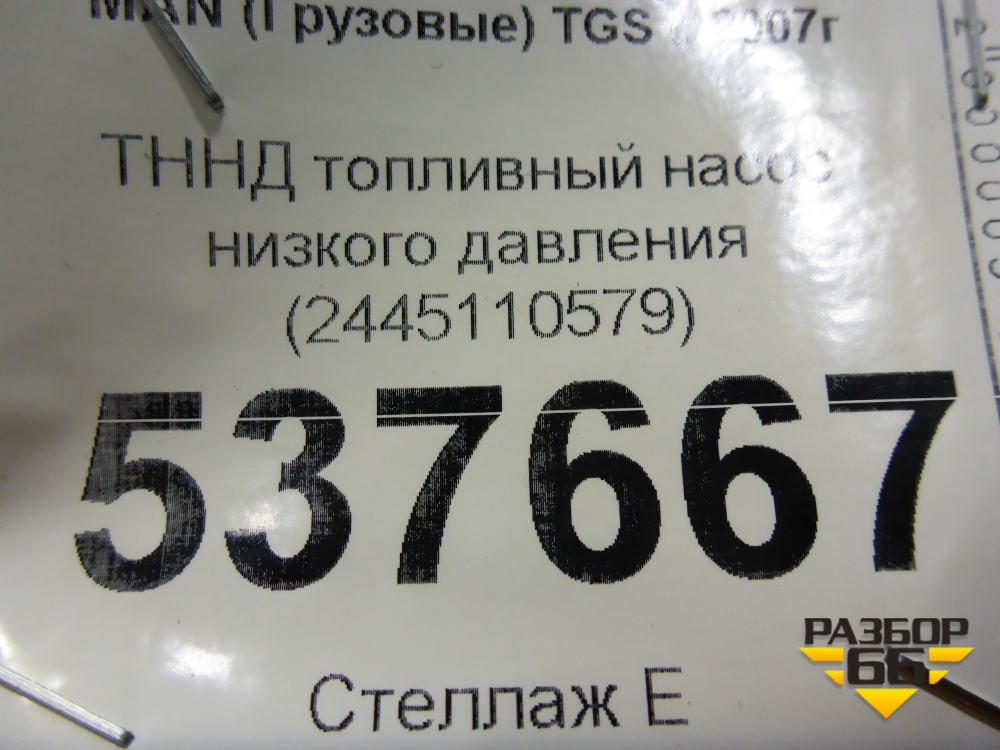 MAN (Грузовые) TGS с 2007г
ТННД топливный насос
низкого давления
(2445110579)
537667
Стеллаж Е
РАЗБОР
66